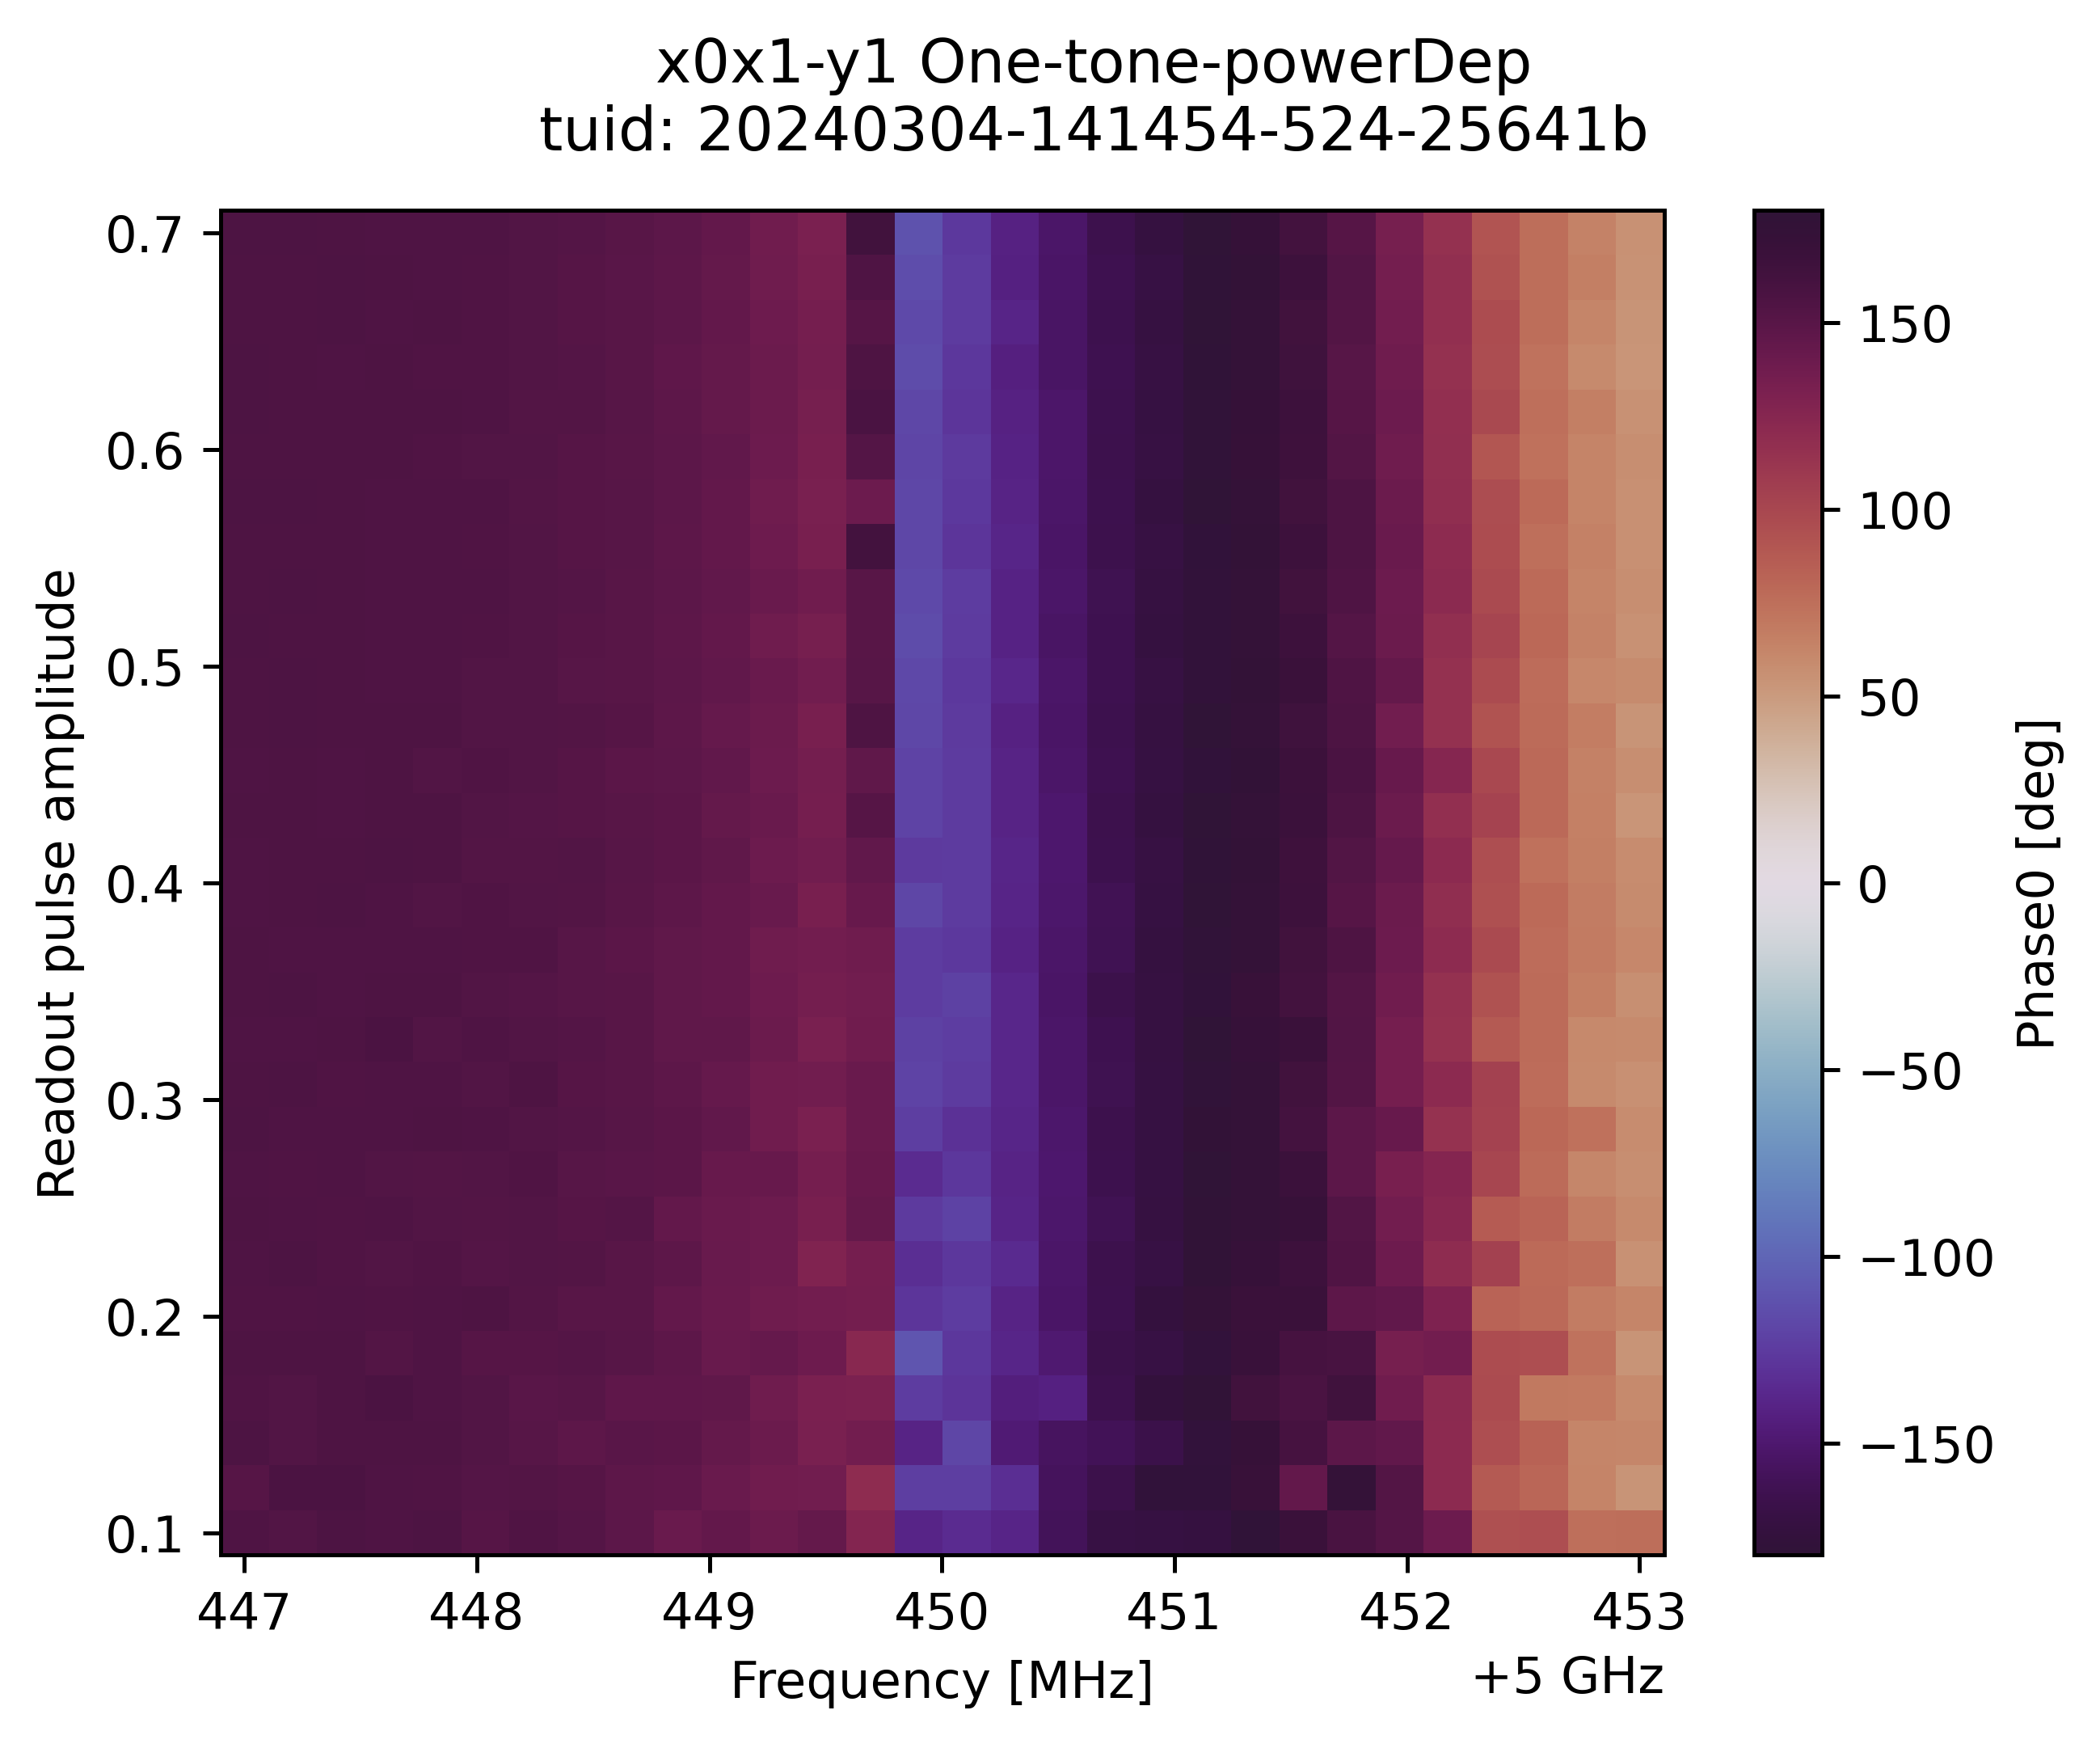 x0x1-y1 One-tone-powerDep
tuid: 20240304-141454-524-25641b
Readout pulse amplitude
0.7
0.6
0.5
0.4
0.3
0.2
0.1
447 448 449 450 451 452 453
Frequency [MHz]
+5 GHz
150
100
50
0
−50
−100
−150
Phase0 [deg]